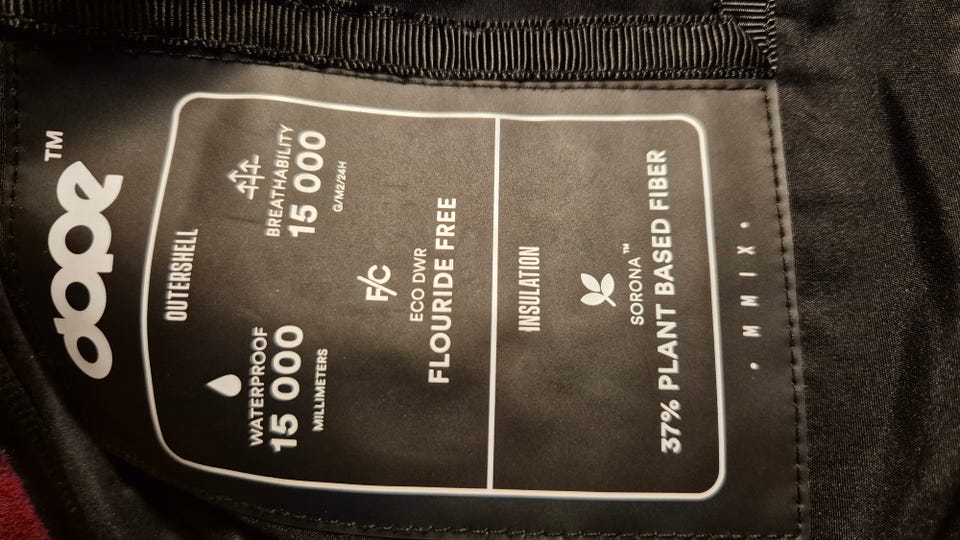 dope™
OUTERSHELL
WATERPROOF
15 000
MILLIMETERS
BREATHABILITY
15 000
G/M2/24H
F/C
ECO DWR
FLOURIDE FREE
INSULATION
SORONA™
37% PLANT BASED FIBER
• M M I X •